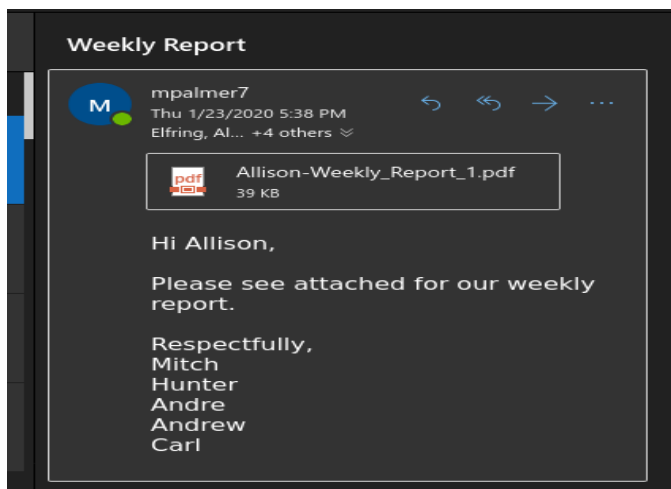 Weekly Report
M
mpalmer7
Thu 1/23/2020 5:38 PM
Elfring, Al... +4 others
pdf
Allison-Weekly_Report_1.pdf
39 KB
Hi Allison,
Please see attached for our weekly
report.
Respectfully,
Mitch
Hunter
Andre
Andrew
Carl